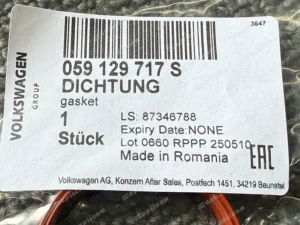 3647
VOLKSWAGEN
GROUP
059 129 717 S
DICHTUNG
gasket
1
Stück
LS: 87346788
Expiry Date:NONE
Lot 0660 RPPP 250510
Made in Romania
EAC
Volkswagen AG, Konzern After Sales, Postfach 1451, 34219 Baunatal